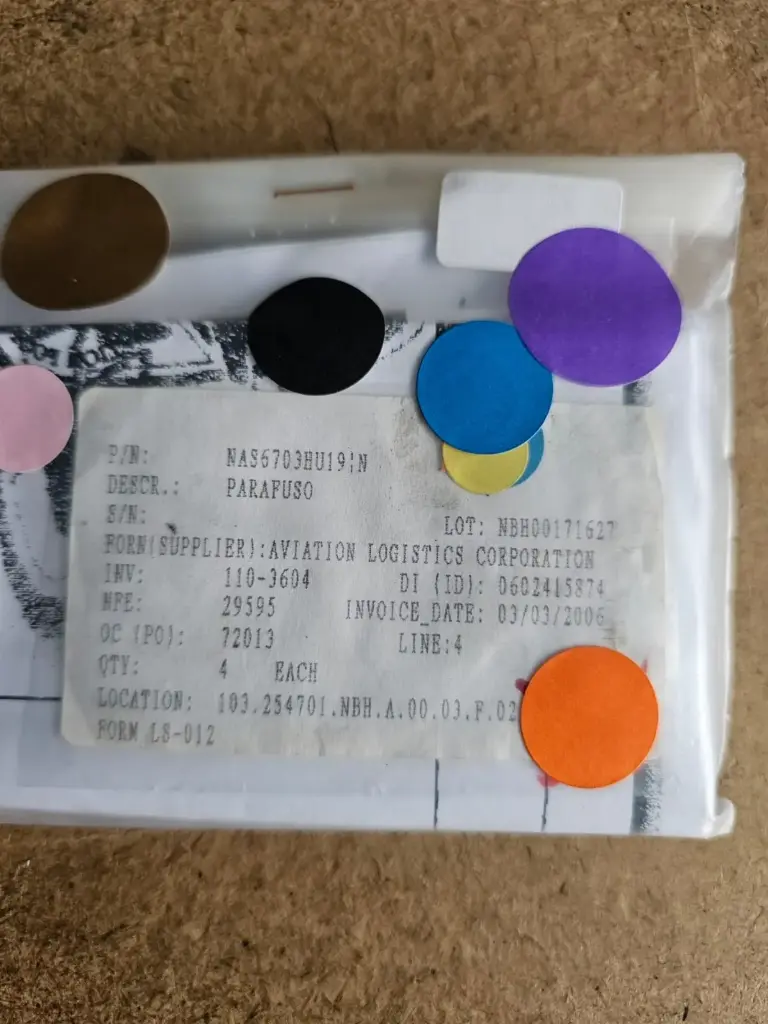 P/N: NAS6703HU19;N
DESCR.: PARAFUSO
S/N: LOT: NBH00171627
FORN(SUPPLIER):AVIATION LOGISTICS CORPORATION
INV: 110-3604 DI (ID): 0602415874
NFE: 29595 INVOICE_DATE: 03/03/2006
OC (PO): 72013 LINE:4
QTY: 4 EACH
LOCATION: 103.254701.NBH.A.00.03.F.02
FORM LS-012